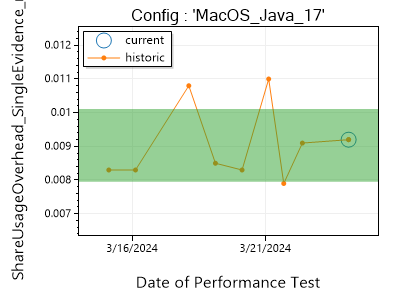 Config : 'MacOS_Java_17'
current
historic
0.012
0.011
0.01
0.009
0.008
0.007
3/16/2024
3/21/2024
Date of Performance Test
ShareUsageOverhead_SingleEvidence_